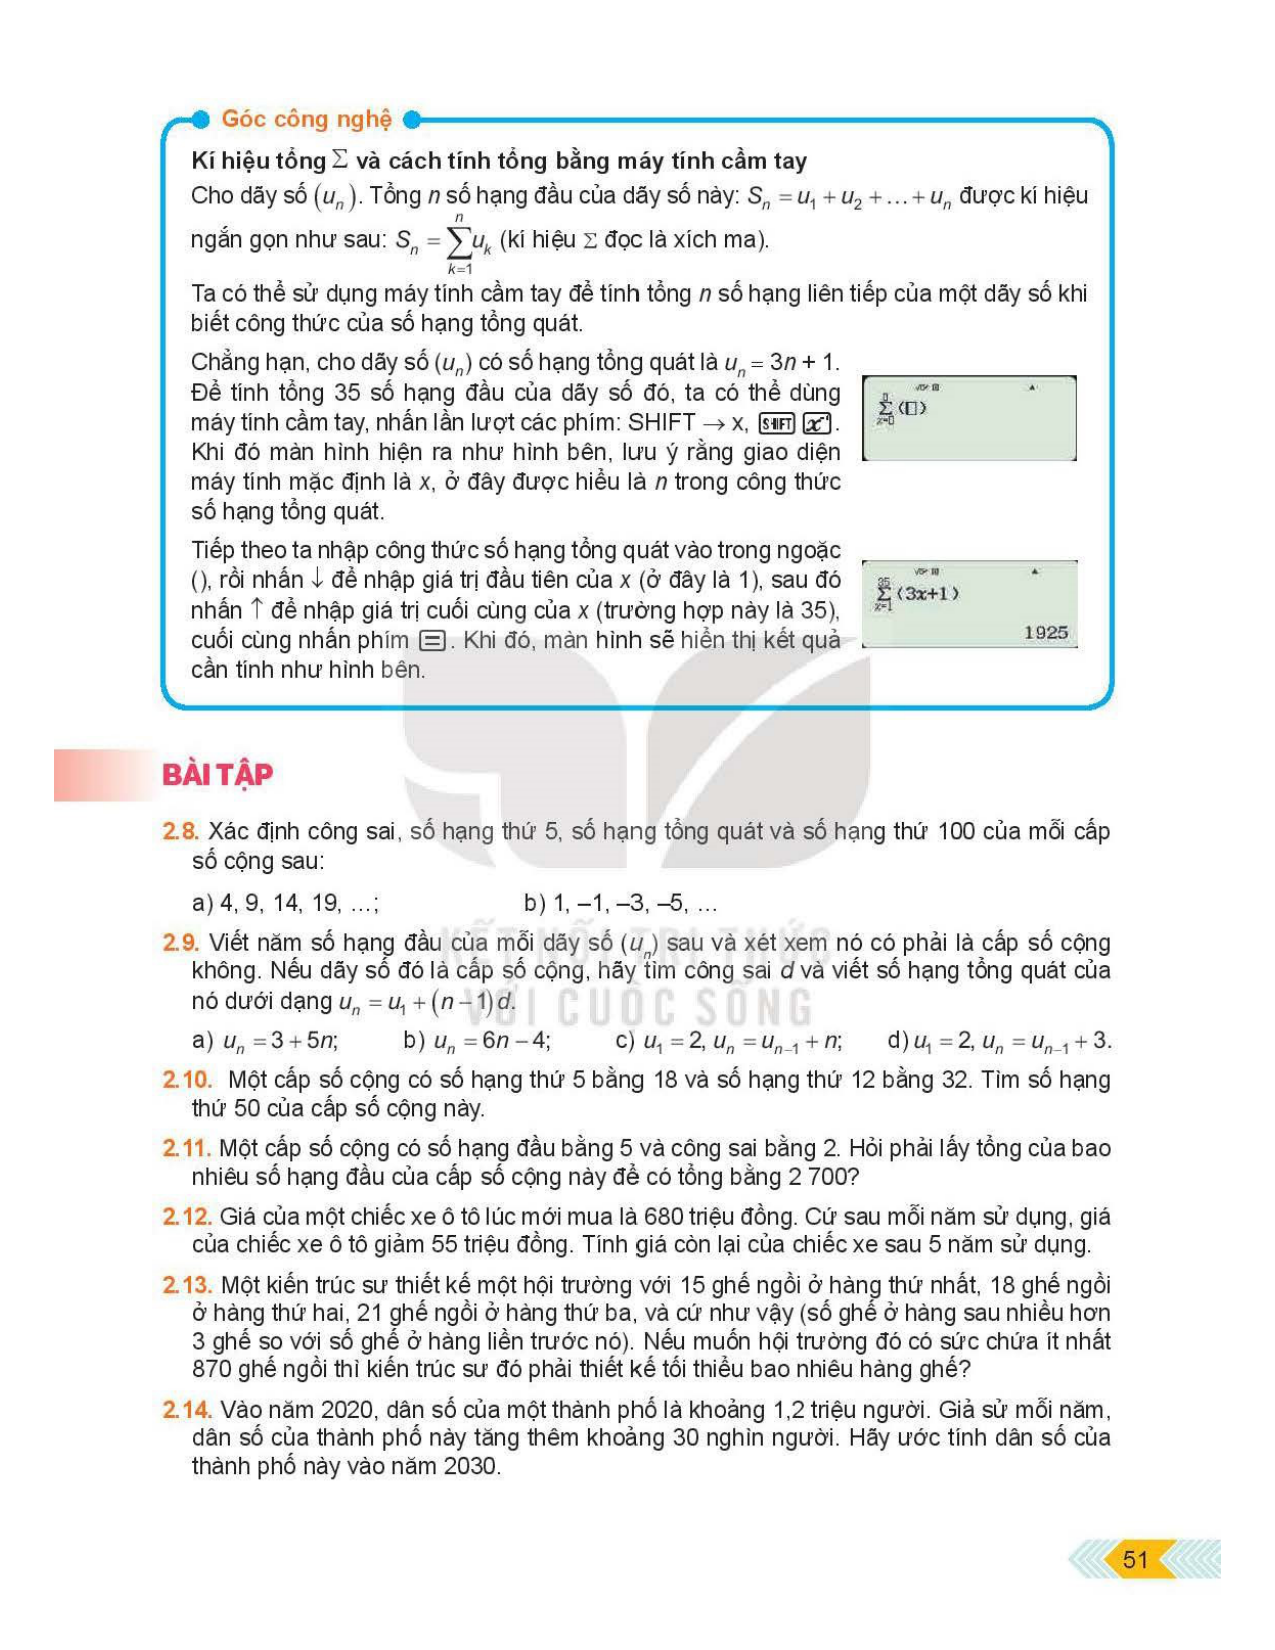 Góc công nghệ
Kí hiệu tổng Σ và cách tính tổng bằng máy tính cầm tay
Cho dãy số (uₙ). Tổng n số hạng đầu của dãy số này: Sₙ = u₁ + u₂ + … + uₙ được kí hiệu
n
ngắn gọn như sau: Sₙ = Σ uₖ (kí hiệu Σ đọc là xích ma).
k=1
Ta có thể sử dụng máy tính cầm tay để tính tổng n số hạng liên tiếp của một dãy số khi
biết công thức của số hạng tổng quát.
Chẳng hạn, cho dãy số (uₙ) có số hạng tổng quát là uₙ = 3n + 1.
Để tính tổng 35 số hạng đầu của dãy số đó, ta có thể dùng
máy tính cầm tay, nhấn lần lượt các phím: SHIFT → x, SHIFT x⁻¹.
Khi đó màn hình hiện ra như hình bên, lưu ý rằng giao diện
máy tính mặc định là x, ở đây được hiểu là n trong công thức
số hạng tổng quát.
Σ (□)
x=□
Tiếp theo ta nhập công thức số hạng tổng quát vào trong ngoặc
(), rồi nhấn ↓ để nhập giá trị đầu tiên của x (ở đây là 1), sau đó
nhấn ↑ để nhập giá trị cuối cùng của x (trường hợp này là 35),
cuối cùng nhấn phím =. Khi đó, màn hình sẽ hiển thị kết quả
cần tính như hình bên.
35
Σ (3x+1)
x=1
1925
BÀI TẬP
2.8. Xác định công sai, số hạng thứ 5, số hạng tổng quát và số hạng thứ 100 của mỗi cấp
số cộng sau:
a) 4, 9, 14, 19, …; b) 1, –1, –3, –5, …
2.9. Viết năm số hạng đầu của mỗi dãy số (uₙ) sau và xét xem nó có phải là cấp số cộng
không. Nếu dãy số đó là cấp số cộng, hãy tìm công sai d và viết số hạng tổng quát của
nó dưới dạng uₙ = u₁ + (n – 1)d.
a) uₙ = 3 + 5n; b) uₙ = 6n – 4; c) u₁ = 2, uₙ = uₙ₋₁ + n; d) u₁ = 2, uₙ = uₙ₋₁ + 3.
2.10. Một cấp số cộng có số hạng thứ 5 bằng 18 và số hạng thứ 12 bằng 32. Tìm số hạng
thứ 50 của cấp số cộng này.
2.11. Một cấp số cộng có số hạng đầu bằng 5 và công sai bằng 2. Hỏi phải lấy tổng của bao
nhiêu số hạng đầu của cấp số cộng này để có tổng bằng 2 700?
2.12. Giá của một chiếc xe ô tô lúc mới mua là 680 triệu đồng. Cứ sau mỗi năm sử dụng, giá
của chiếc xe ô tô giảm 55 triệu đồng. Tính giá còn lại của chiếc xe sau 5 năm sử dụng.
2.13. Một kiến trúc sư thiết kế một hội trường với 15 ghế ngồi ở hàng thứ nhất, 18 ghế ngồi
ở hàng thứ hai, 21 ghế ngồi ở hàng thứ ba, và cứ như vậy (số ghế ở hàng sau nhiều hơn
3 ghế so với số ghế ở hàng liền trước nó). Nếu muốn hội trường đó có sức chứa ít nhất
870 ghế ngồi thì kiến trúc sư đó phải thiết kế tối thiểu bao nhiêu hàng ghế?
2.14. Vào năm 2020, dân số của một thành phố là khoảng 1,2 triệu người. Giả sử mỗi năm,
dân số của thành phố này tăng thêm khoảng 30 nghìn người. Hãy ước tính dân số của
thành phố này vào năm 2030.
KẾT NỐI TRI THỨC
VỚI CUỘC SỐNG
51